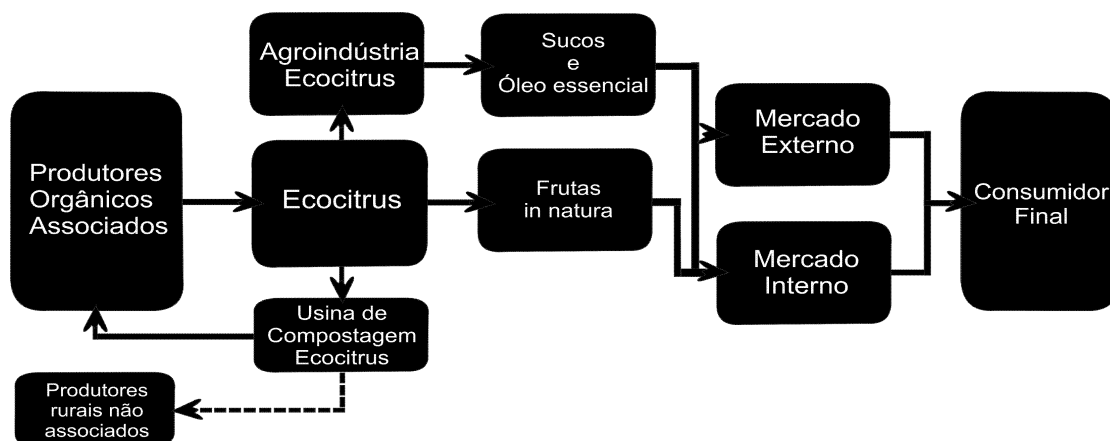 Produtores
Orgânicos
Associados
Agroindústria
Ecocitrus
Ecocitrus
Usina de
Compostagem
Ecocitrus
Produtores
rurais não
associados
Sucos
e
Óleo essencial
Frutas
in natura
Mercado
Externo
Mercado
Interno
Consumidor
Final